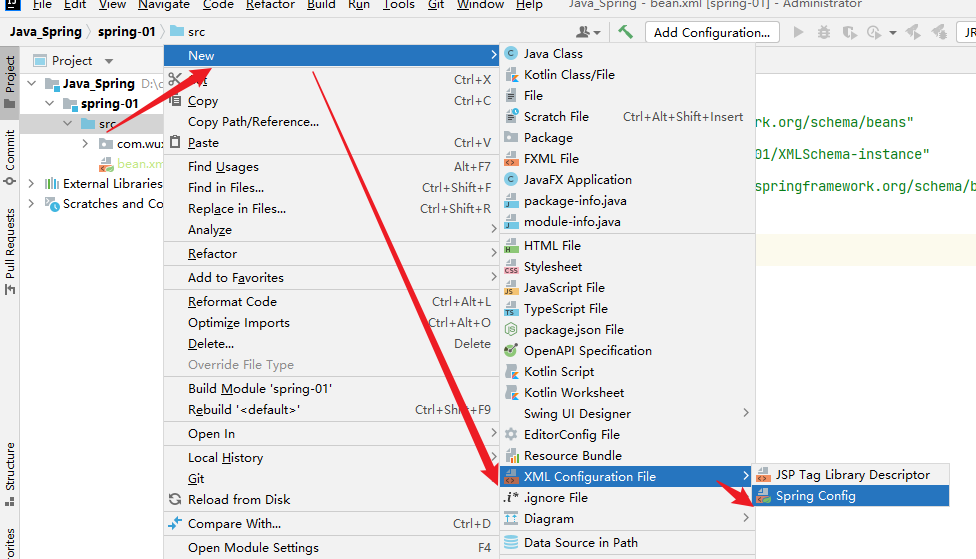 File Edit View Navigate Code Refactor Build Run Tools Git Window Help Java_Spring - bean.xml [spring-01] - Administrator
Java_Spring spring-01 src Add Configuration...
Project
Project
Commit
Pull Requests
Structure
Java_Spring
spring-01
src
bean.xm
External Libraries
New
Ctrl+X
Copy Ctrl+C
Copy Path/Reference...
Paste Ctrl+V
Find Usages Alt+F7
Find in Files... Ctrl+Shift+F
Replace in Files... Ctrl+Shift+R
Analyze
Refactor
Add to Favorites
Reformat Code Ctrl+Alt+L
Optimize Imports Ctrl+Alt+O
Delete... Delete
Override File Type
Build Module 'spring-01'
Rebuild '<default>' Ctrl+Shift+F9
Open In
Local History
Git
Reload from Disk
Compare With... Ctrl+D
Open Module Settings F4
Java Class
Kotlin Class/File
File
Scratch File Ctrl+Alt+Shift+Insert
Package
FXML File
JavaFX Application
package-info.java
module-info.java
HTML File
Stylesheet
JavaScript File
TypeScript File
package.json File
OpenAPI Specification
Kotlin Script
Kotlin Worksheet
Swing UI Designer
EditorConfig File
Resource Bundle
XML Configuration File
.ignore File
Diagram
Data Source in Path
JSP Tag Library Descriptor
Spring Config
rk.org/schema/beans"
01/XMLSchema-instance"
springframework.org/schema/b